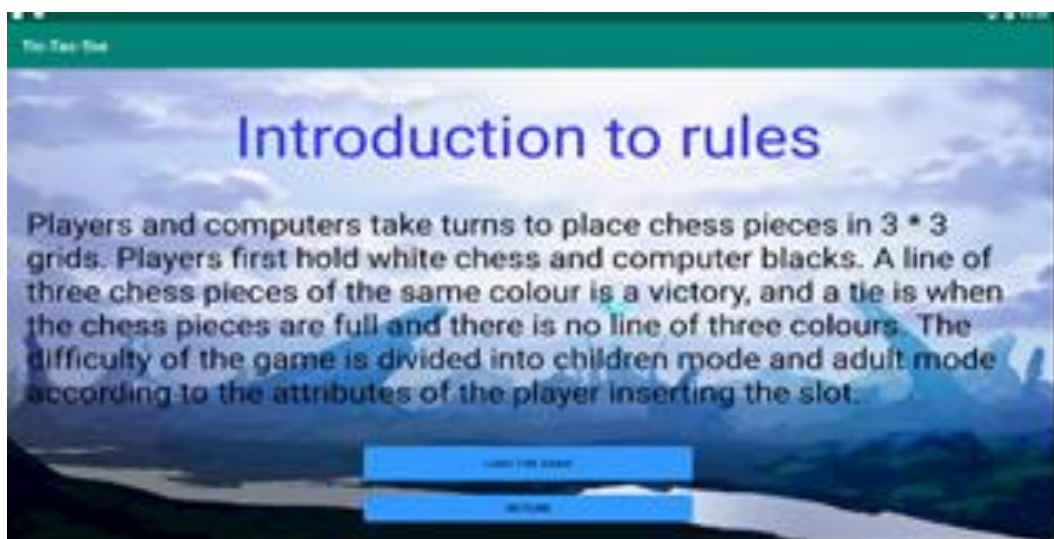 Tic-Tac-Toe
Introduction to rules
Players and computers take turns to place chess pieces in 3 * 3
grids. Players first hold white chess and computer blacks. A line of
three chess pieces of the same colour is a victory, and a tie is when
the chess pieces are full and there is no line of three colours. The
difficulty of the game is divided into children mode and adult mode
according to the attributes of the player inserting the slot.